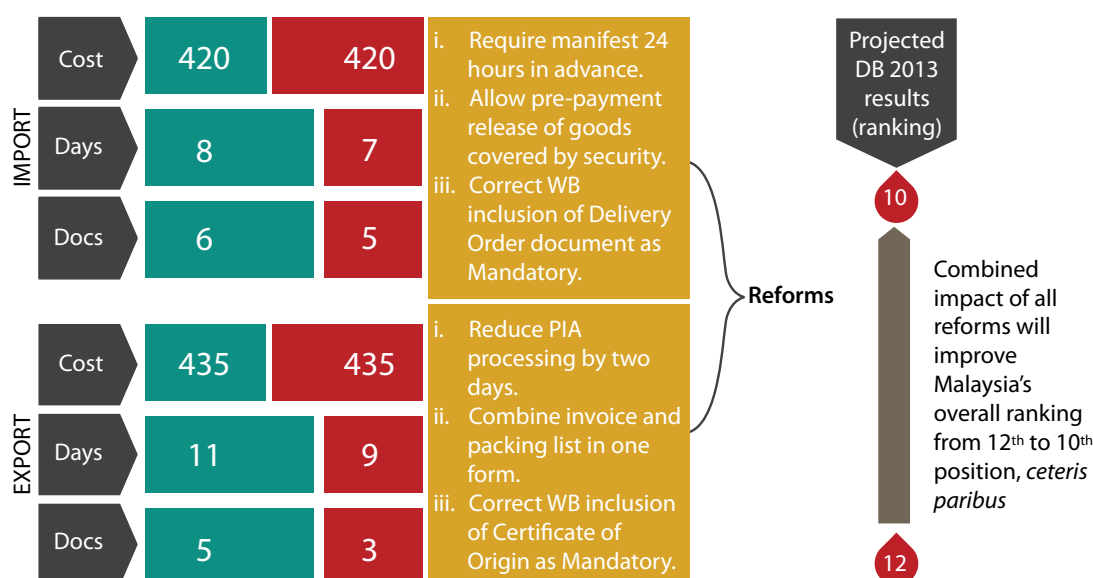 IMPORT
Cost
420
420
Days
8
7
Docs
6
5
i. Require manifest 24
hours in advance.
ii. Allow pre-payment
release of goods
covered by security.
iii. Correct WB
inclusion of Delivery
Order document as
Mandatory.
EXPORT
Cost
435
435
Days
11
9
Docs
5
3
i. Reduce PIA
processing by two
days.
ii. Combine invoice and
packing list in one
form.
iii. Correct WB inclusion
of Certificate of
Origin as Mandatory.
Reforms
Projected
DB 2013
results
(ranking)
10
Combined
impact of all
reforms will
improve
Malaysia’s
overall ranking
from 12th to 10th
position, ceteris
paribus
12